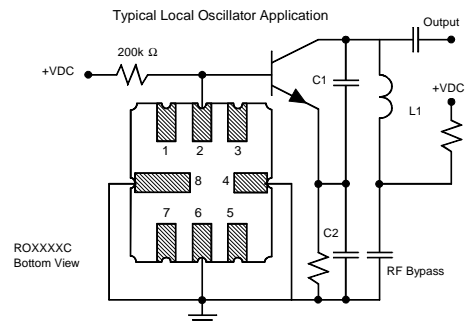 Typical Local Oscillator Application
Output
200k Ω
+VDC
C1
+VDC
L1
1
2
3
8
4
7
6
5
C2
ROXXXXC
Bottom View
RF Bypass